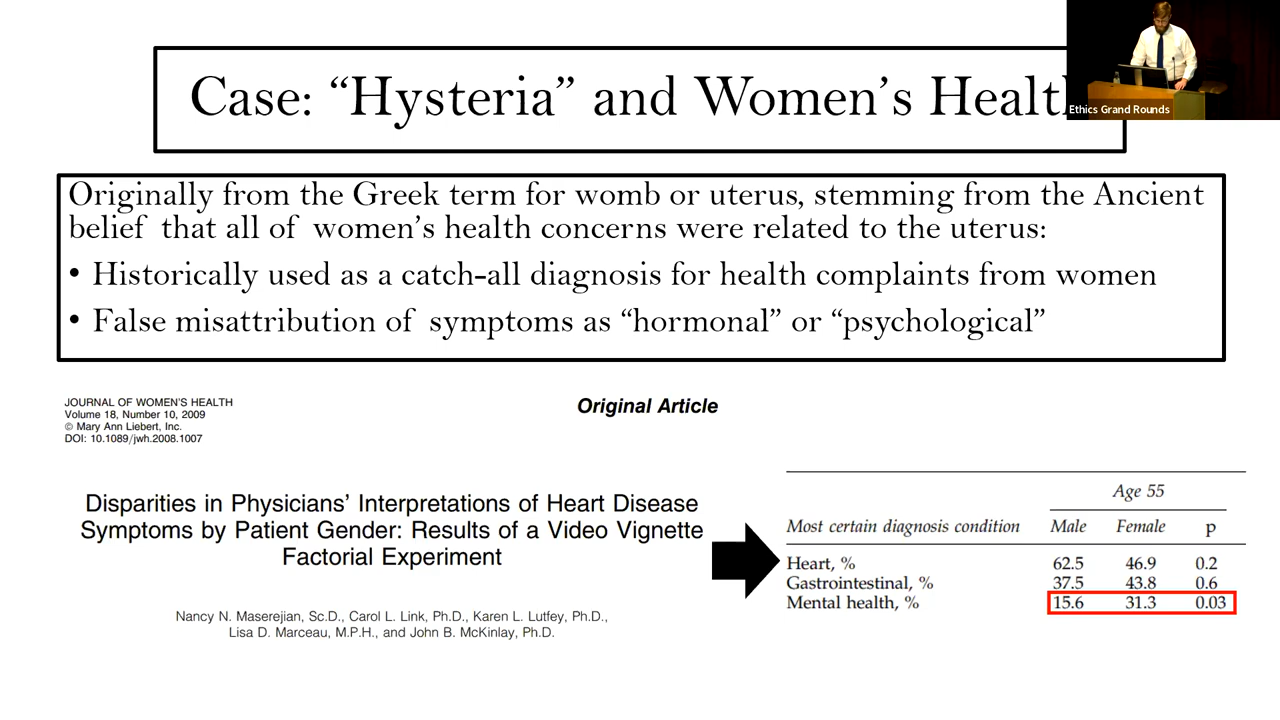 Case: “Hysteria” and Women’s Healt
Ethics Grand Rounds
Originally from the Greek term for womb or uterus, stemming from the Ancient
belief that all of women’s health concerns were related to the uterus:
• Historically used as a catch-all diagnosis for health complaints from women
• False misattribution of symptoms as “hormonal” or “psychological”
JOURNAL OF WOMEN'S HEALTH
Volume 18, Number 10, 2009
© Mary Ann Liebert, Inc.
DOI: 10.1089/jwh.2008.1007
Original Article
Disparities in Physicians' Interpretations of Heart Disease
Symptoms by Patient Gender: Results of a Video Vignette
Factorial Experiment
Nancy N. Maserejian, Sc.D., Carol L. Link, Ph.D., Karen L. Lutfey, Ph.D.,
Lisa D. Marceau, M.P.H., and John B. McKinlay, Ph.D.
Age 55
Most certain diagnosis condition Male Female p
Heart, % 62.5 46.9 0.2
Gastrointestinal, % 37.5 43.8 0.6
Mental health, % 15.6 31.3 0.03